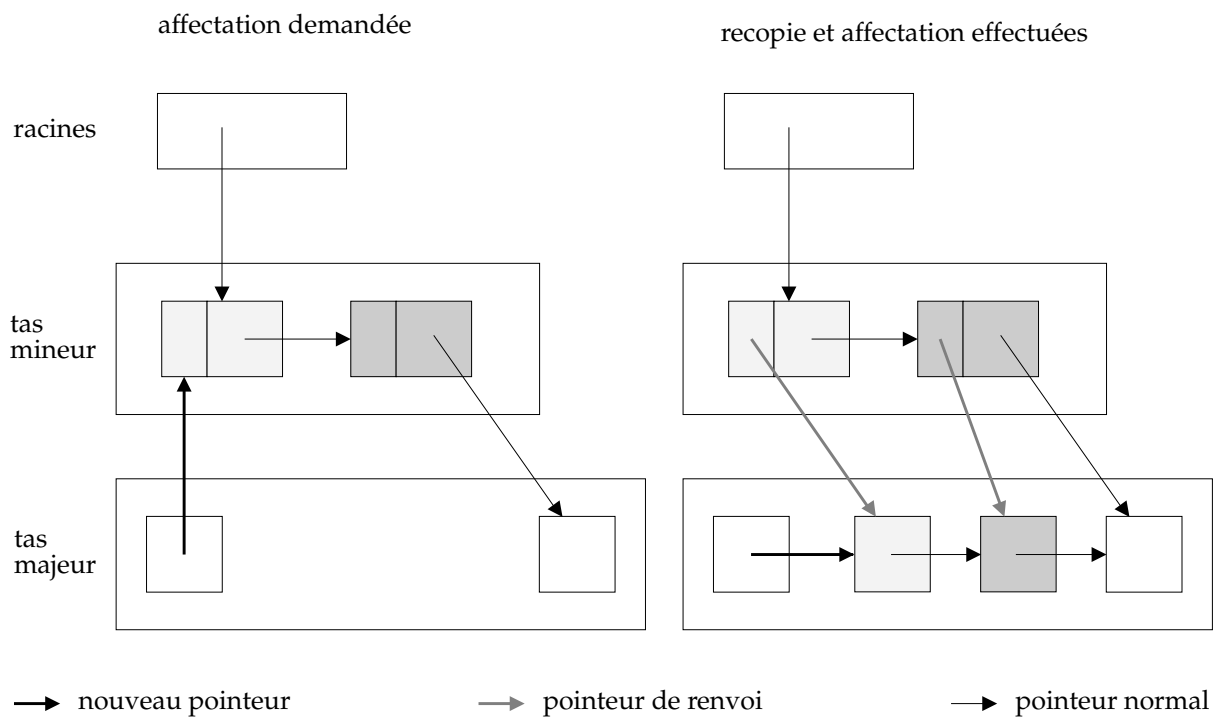 affectation demandée
recopie et affectation effectuées
racines
tas
mineur
tas
majeur
nouveau pointeur
pointeur de renvoi
pointeur normal